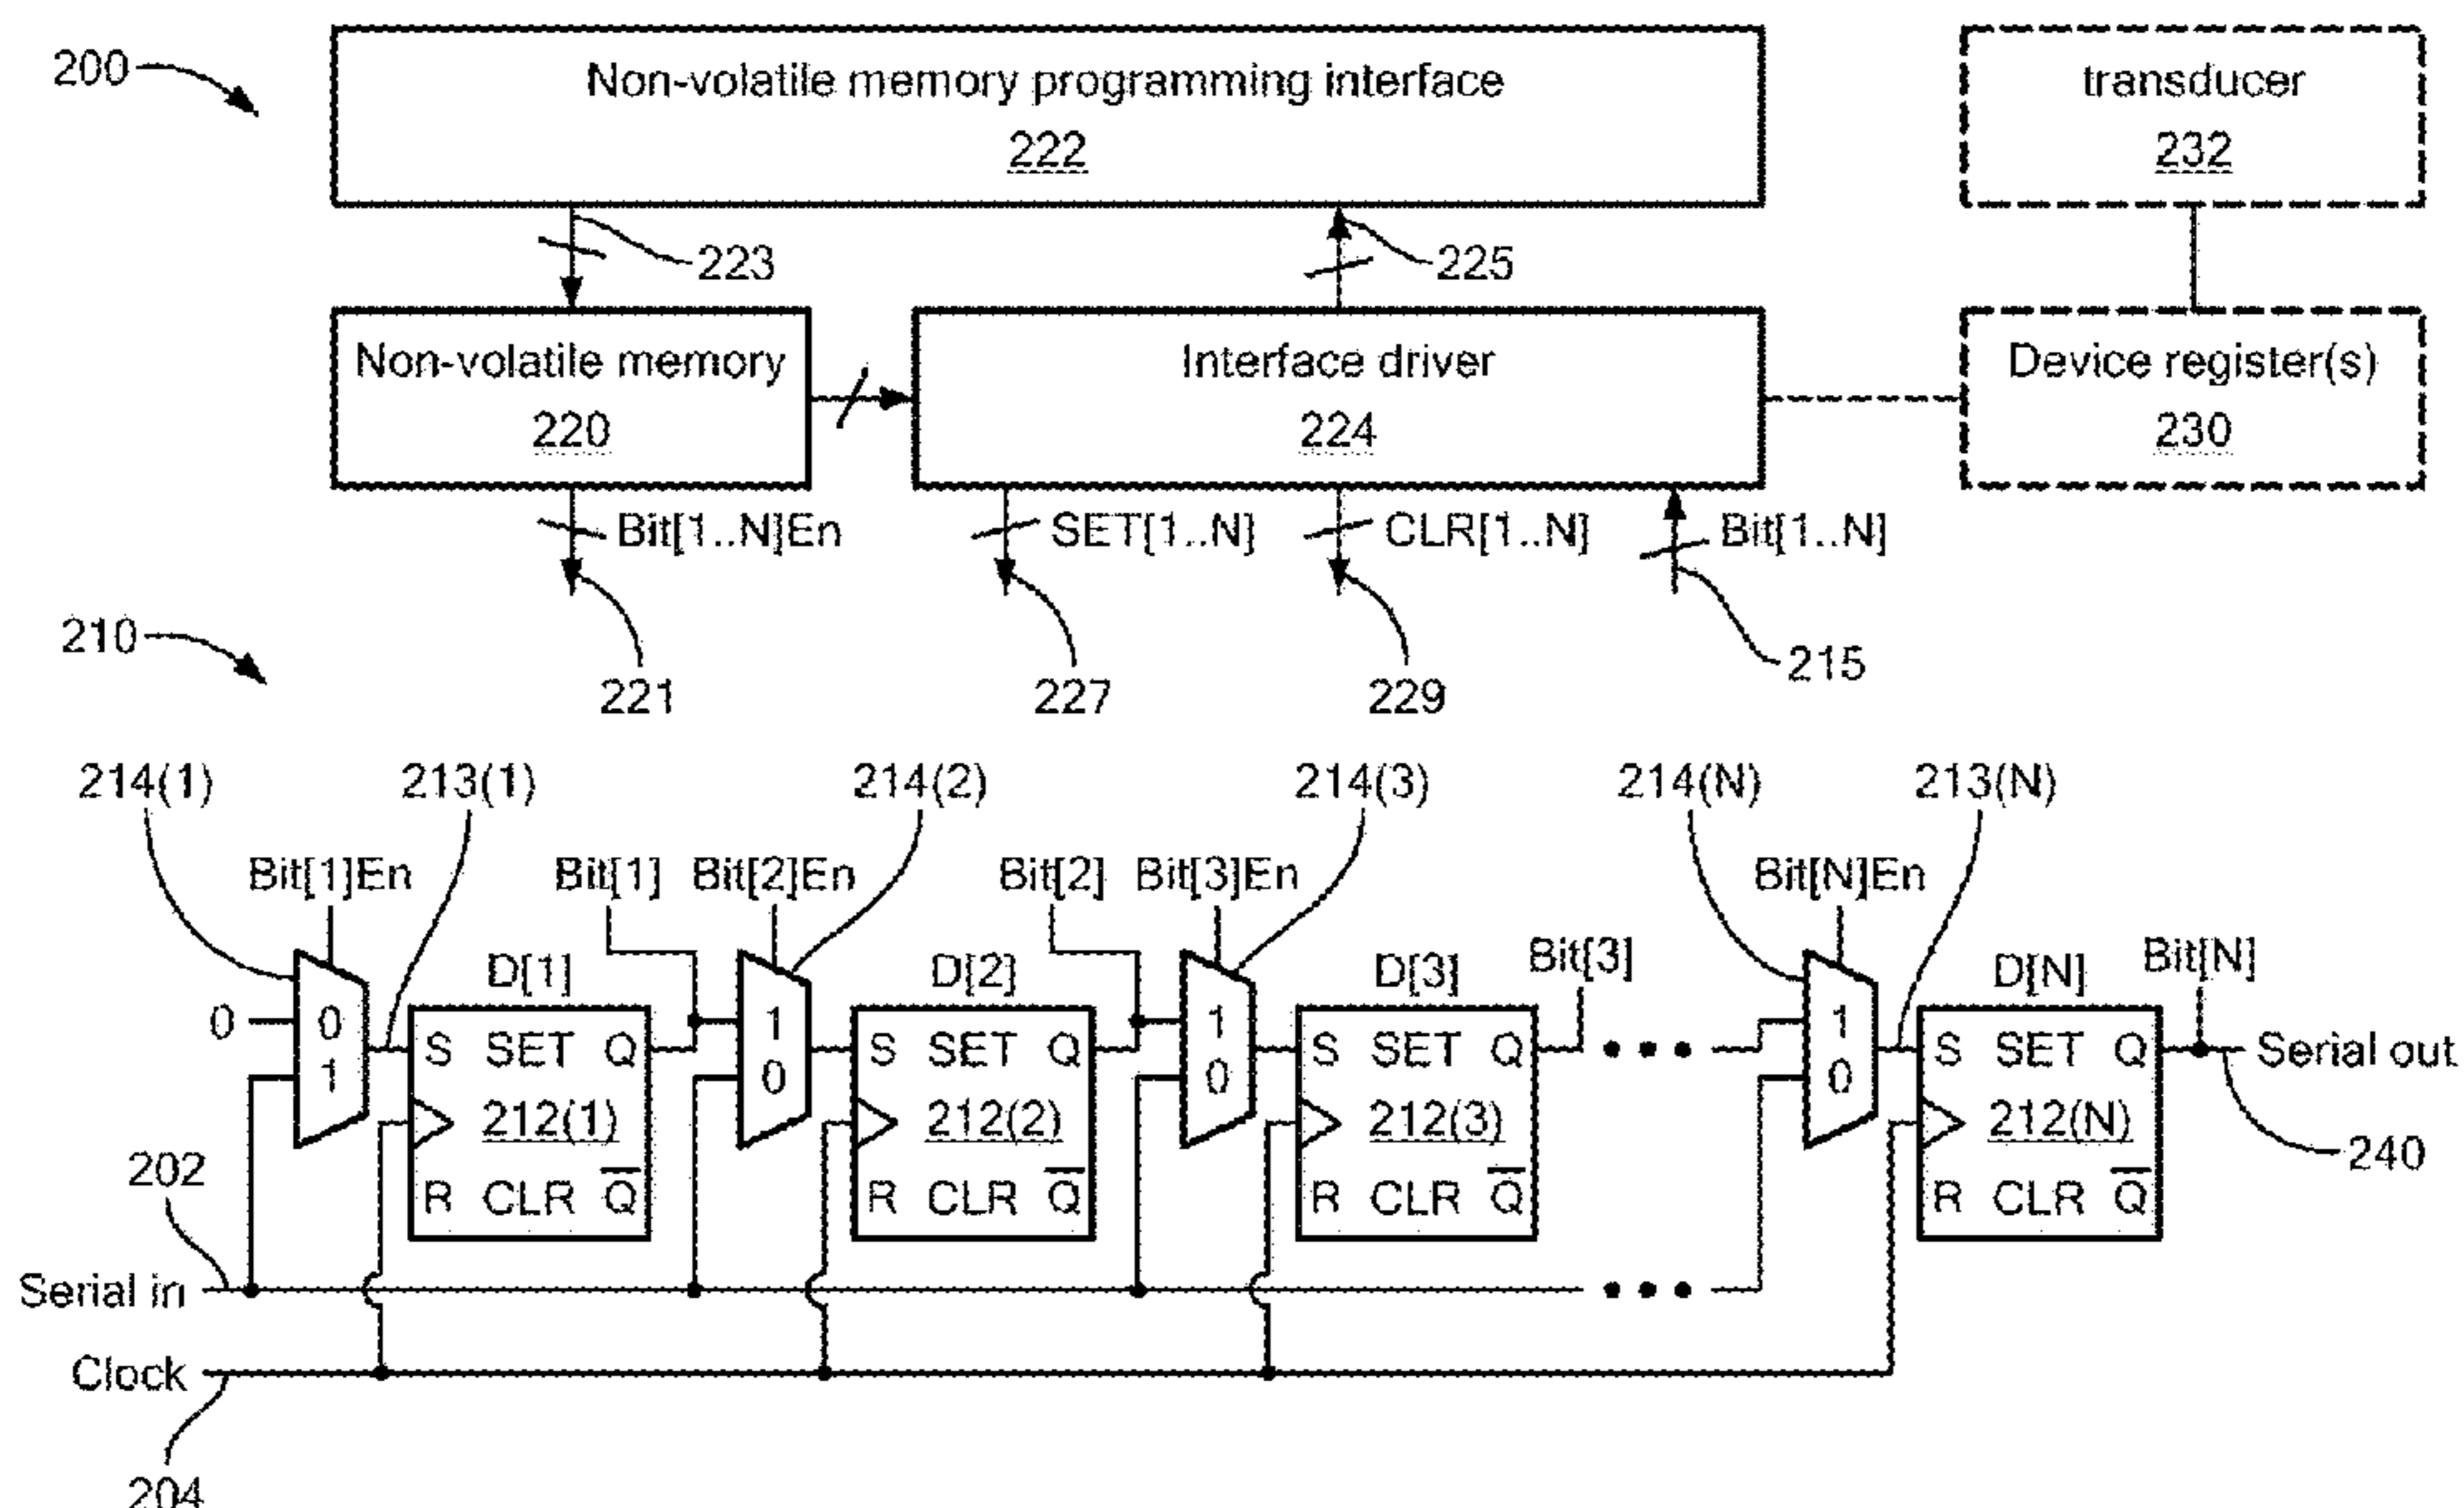 200
Non-volatile memory programming interface
222
transducer
232
223
225
Non-volatile memory
220
Interface driver
224
Device register(s)
230
Bit[1..N]En
SET[1..N]
CLR[1..N]
Bit[1..N]
210
221
227
229
215
214(1)
213(1)
214(2)
214(3)
214(N)
213(N)
Bit[1]En
Bit[1]
Bit[2]En
Bit[2]
Bit[3]En
Bit[N]En
D[1]
D[2]
D[3]
Bit[3]
D[N]
Bit[N]
0
0
1
S SET Q
212(1)
R CLR Q̅
1
0
S SET Q
212(2)
R CLR Q̅
1
0
S SET Q
212(3)
R CLR Q̅
1
0
S SET Q
212(N)
R CLR Q̅
Serial out
240
202
Serial in
Clock
204